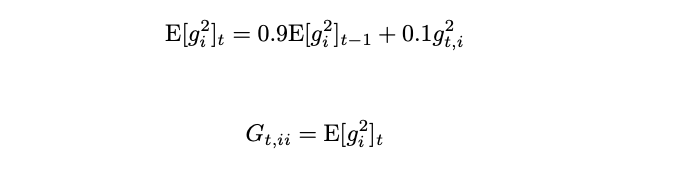 E[g_i^2]_t = 0.9E[g_i^2]_{t−1} + 0.1g_{t,i}^2
G_{t,ii} = E[g_i^2]_t